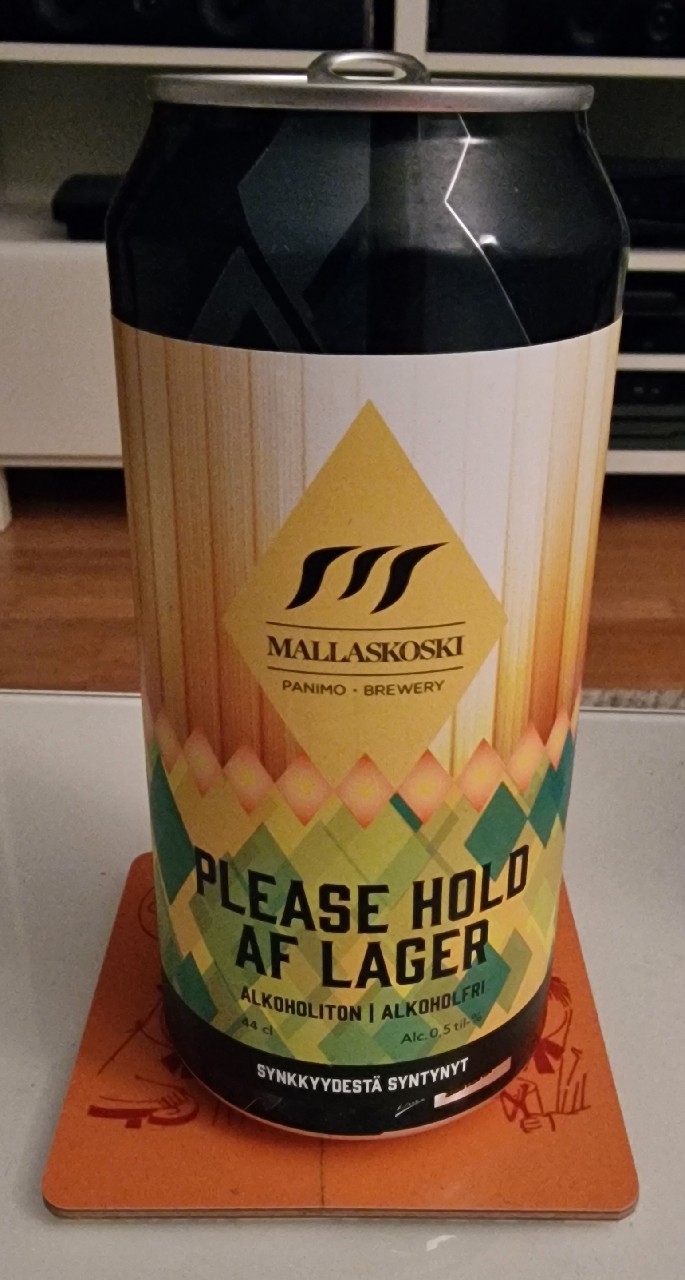 MALLASKOSKI
PANIMO • BREWERY
PLEASE HOLD
AF LAGER
ALKOHOLITON | ALKOHOLFRI
44 cl Alc. 0,5 til-%
SYNKKYYDESTÄ SYNTYNYT